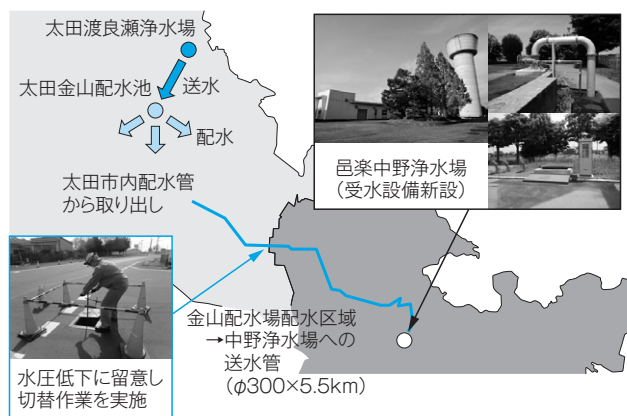 太田渡良瀬浄水場
太田金山配水池
送水
配水
太田市内配水管
から取り出し
邑楽中野浄水場
（受水設備新設）
金山配水場配水区域
→中野浄水場への
送水管
（φ300×5.5km）
水圧低下に留意し
切替作業を実施